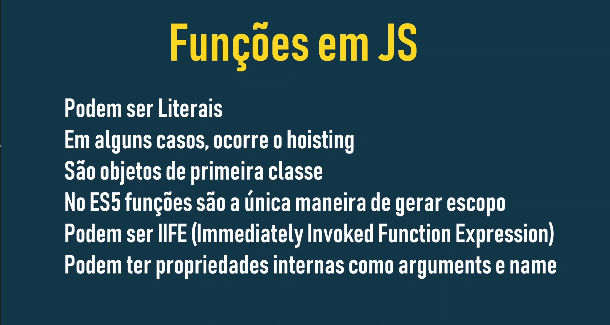 Funções em JS
Podem ser Literais
Em alguns casos, ocorre o hoisting
São objetos de primeira classe
No ES5 funções são a única maneira de gerar escopo
Podem ser IIFE (Immediately Invoked Function Expression)
Podem ter propriedades internas como arguments e name